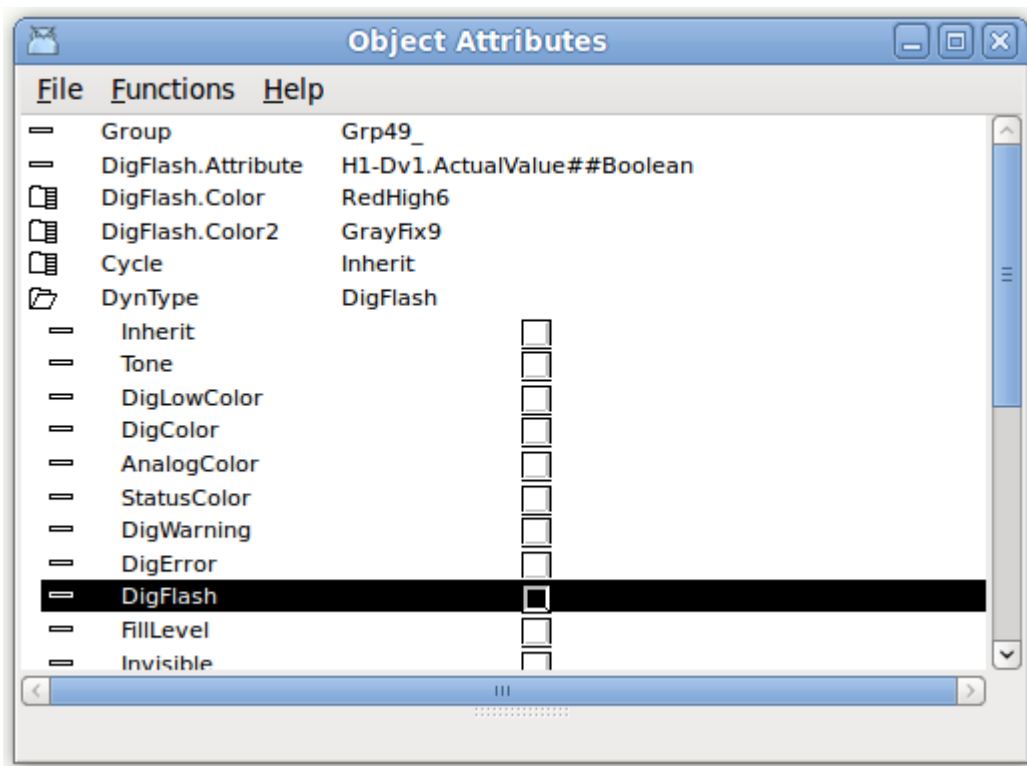 Object Attributes
File Functions Help
Group Grp49_
DigFlash.Attribute H1-Dv1.ActualValue##Boolean
DigFlash.Color RedHigh6
DigFlash.Color2 GrayFix9
Cycle Inherit
DynType DigFlash
Inherit
Tone
DigLowColor
DigColor
AnalogColor
StatusColor
DigWarning
DigError
DigFlash
FillLevel
Invisible